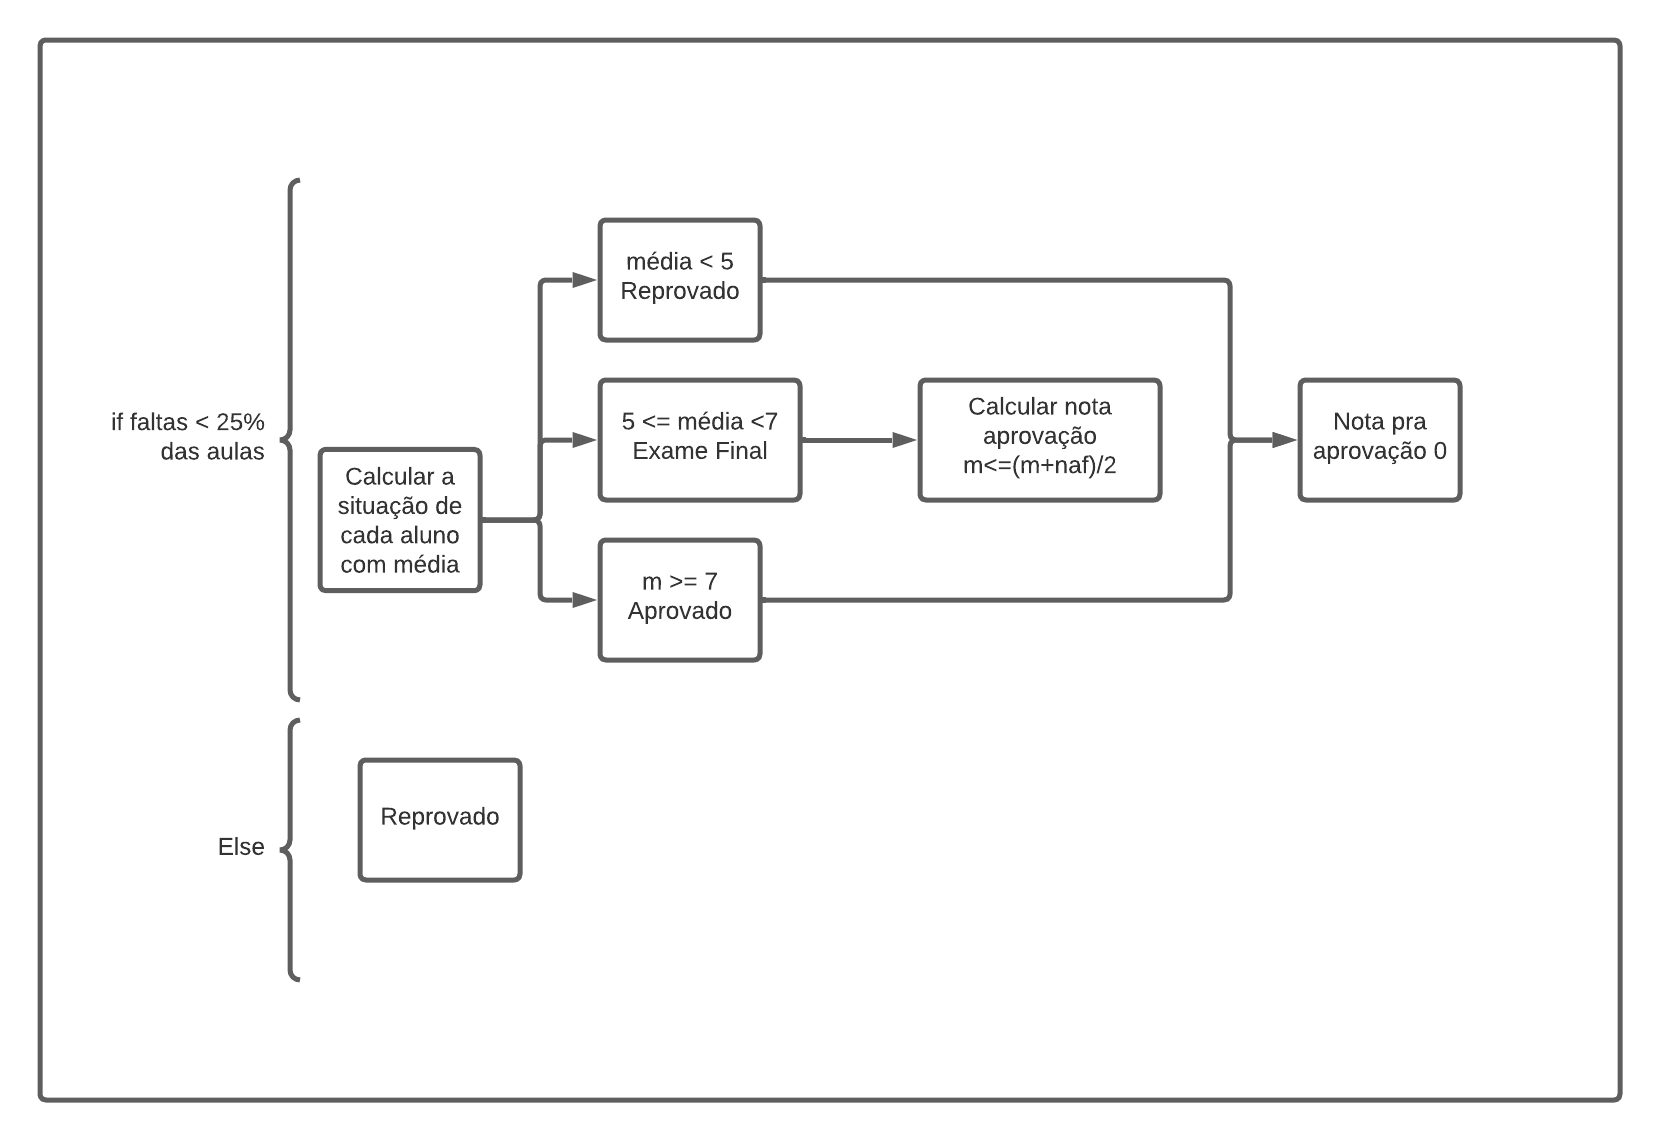 if faltas < 25%
das aulas
Calcular a
situação de
cada aluno
com média
média < 5
Reprovado
5 <= média <7
Exame Final
m >= 7
Aprovado
Calcular nota
aprovação
m<=(m+naf)/2
Nota pra
aprovação 0
Else
Reprovado